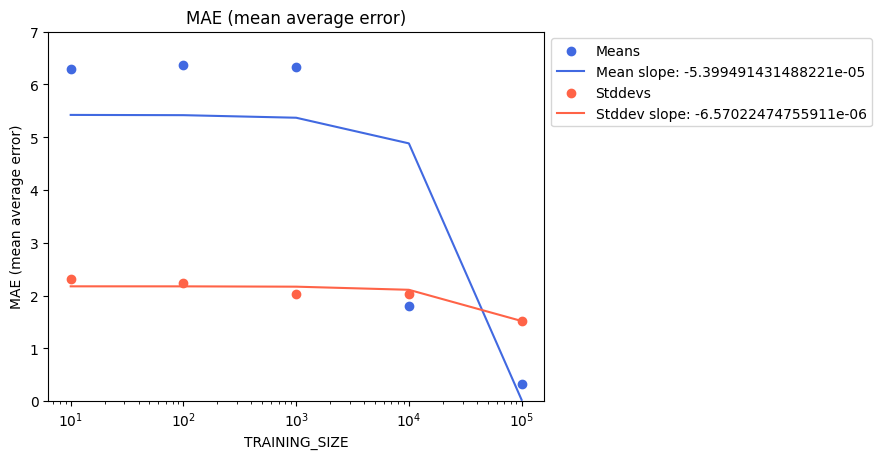 MAE (mean average error)
MAE (mean average error)
7
6
5
4
3
2
1
0
10¹
10²
10³
10⁴
10⁵
TRAINING_SIZE
Means
Mean slope: -5.399491431488221e-05
Stddevs
Stddev slope: -6.57022474755911e-06